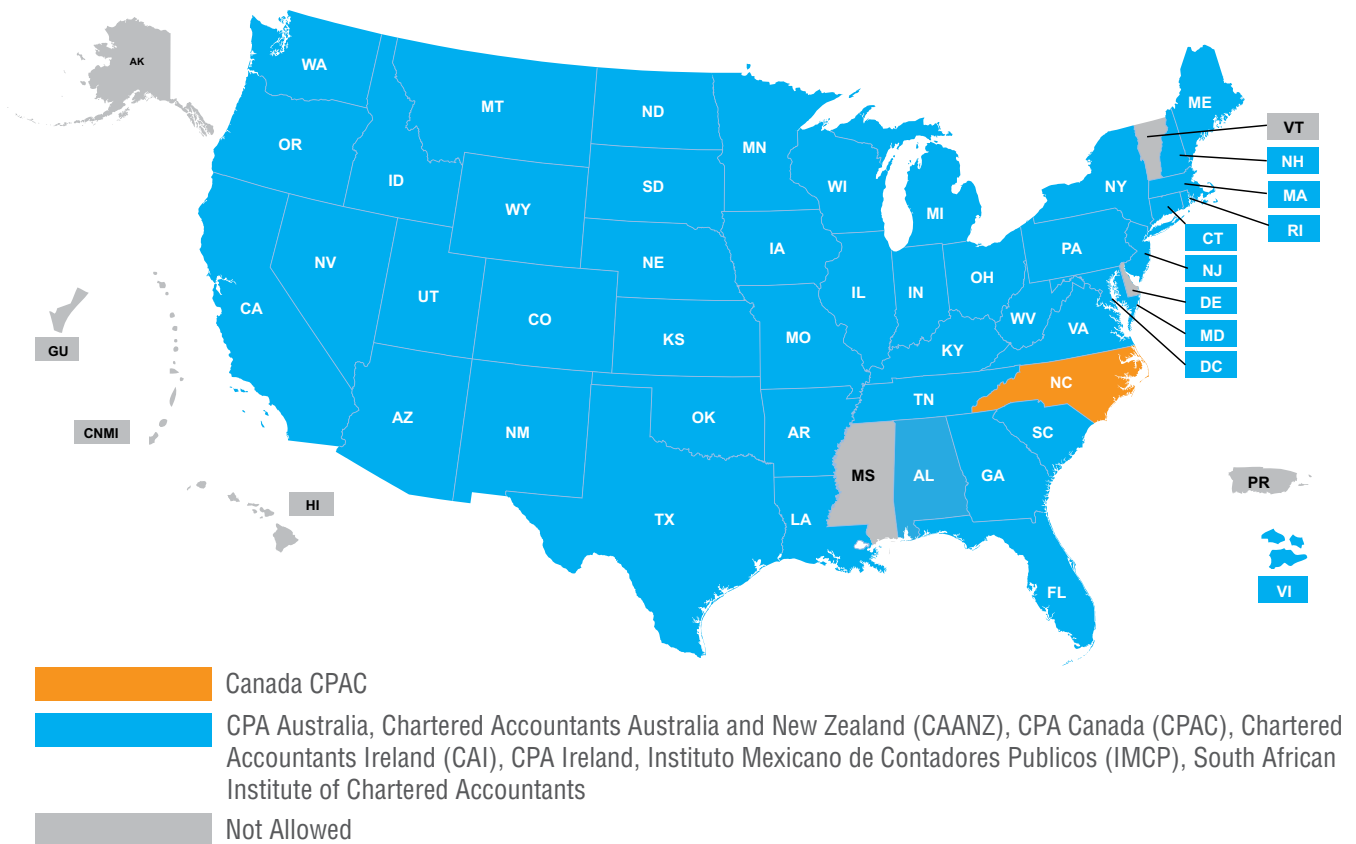 AK
WA
MT
ND
MN
ME
VT
OR
ID
SD
WI
NH
WY
MI
NY
MA
RI
NV
NE
IA
PA
CT
UT
CO
IL
IN
OH
NJ
CA
KS
MO
WV
VA
DE
GU
KY
MD
DC
NC
AZ
NM
OK
TN
CNMI
AR
SC
MS
AL
GA
PR
HI
TX
LA
FL
VI
Canada CPAC
CPA Australia, Chartered Accountants Australia and New Zealand (CAANZ), CPA Canada (CPAC), Chartered
Accountants Ireland (CAI), CPA Ireland, Instituto Mexicano de Contadores Publicos (IMCP), South African
Institute of Chartered Accountants
Not Allowed